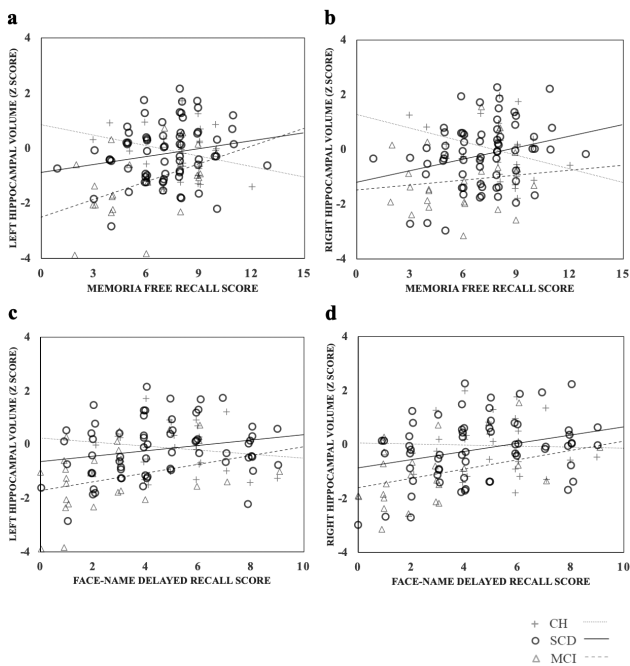 a
b
4
2
0
-2
-4
LEFT HIPPOCAMPAL VOLUME (Z SCORE)
0 3 6 9 12 15
MEMORIA FREE RECALL SCORE
4
2
0
-2
-4
RIGHT HIPPOCAMPAL VOLUME (Z SCORE)
0 3 6 9 12 15
MEMORIA FREE RECALL SCORE
c
d
4
2
0
-2
-4
LEFT HIPPOCAMPAL VOLUME (Z SCORE)
0 2 4 6 8 10
FACE-NAME DELAYED RECALL SCORE
4
2
0
-2
-4
RIGHT HIPPOCAMPAL VOLUME (Z SCORE)
0 2 4 6 8 10
FACE-NAME DELAYED RECALL SCORE
CH
SCD
MCI